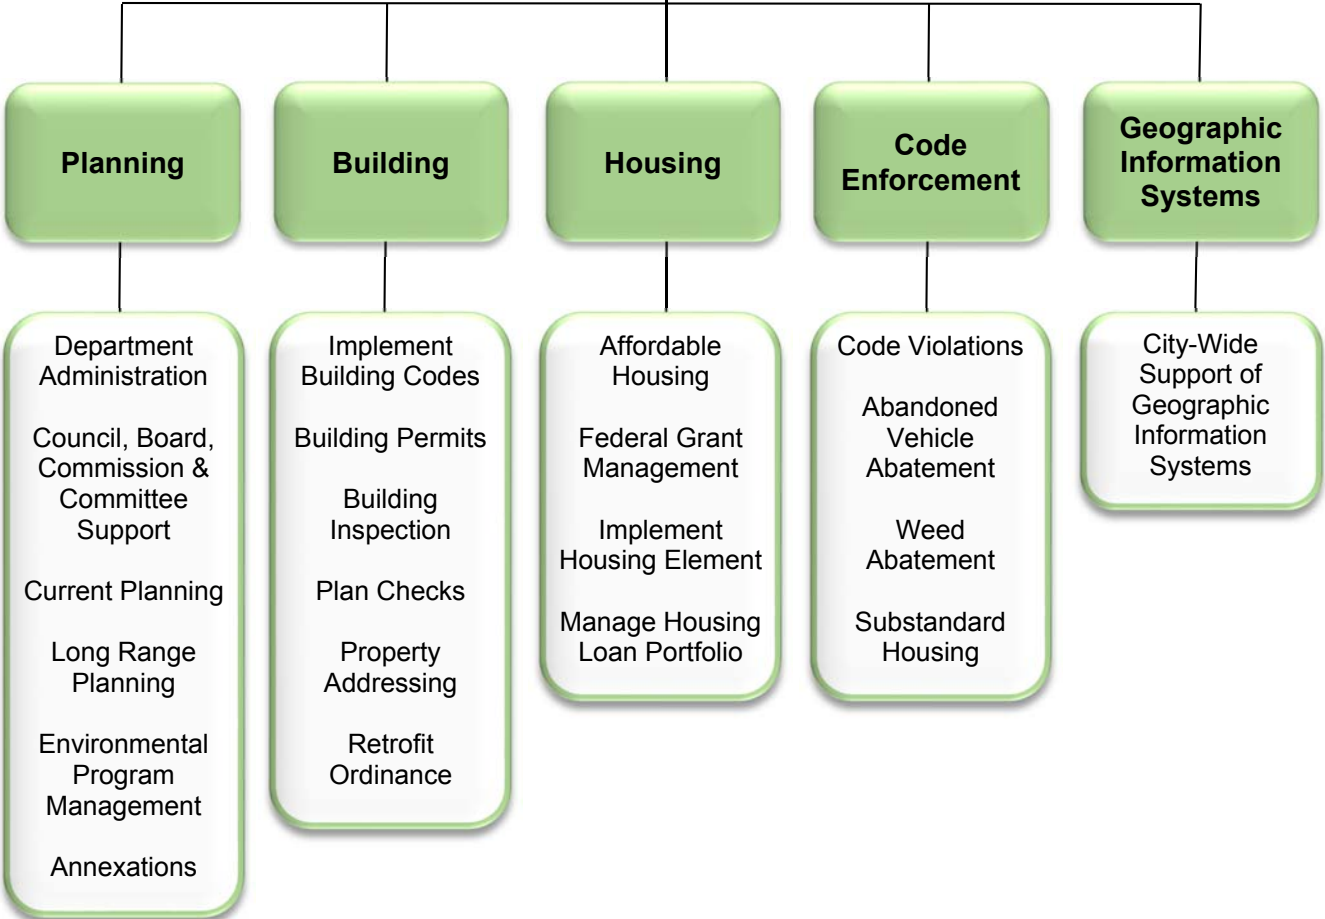 Planning
Building
Housing
Code
Enforcement
Geographic
Information
Systems
Department
Administration
Council, Board,
Commission &
Committee
Support
Current Planning
Long Range
Planning
Environmental
Program
Management
Annexations
Implement
Building Codes
Building Permits
Building
Inspection
Plan Checks
Property
Addressing
Retrofit
Ordinance
Affordable
Housing
Federal Grant
Management
Implement
Housing Element
Manage Housing
Loan Portfolio
Code Violations
Abandoned
Vehicle
Abatement
Weed
Abatement
Substandard
Housing
City-Wide
Support of
Geographic
Information
Systems